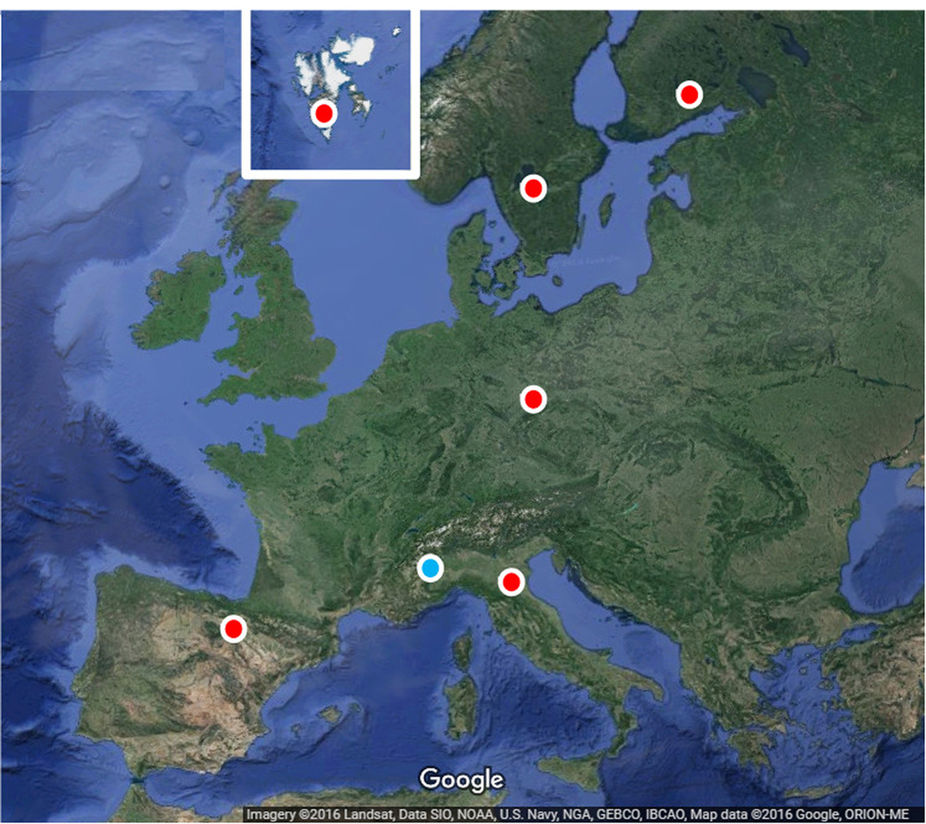 Google
Imagery ©2016 Landsat, Data SIO, NOAA, U.S. Navy, NGA, GEBCO, IBCAO, Map data ©2016 Google, ORION-ME